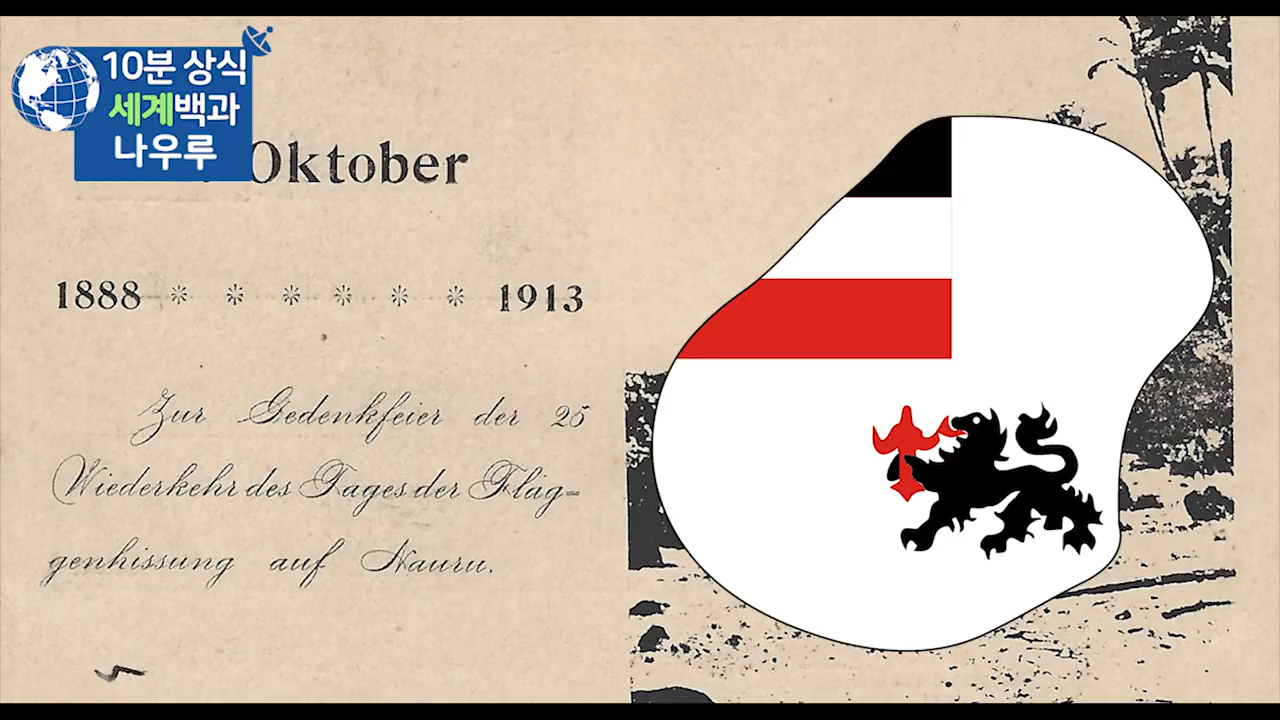 10분 상식
세계백과
나우루
Oktober
1888 * * * * * * 1913
Zur Gedenkfeier der 25
Wiederkehr des Tages der Flag=
genhissung auf Nauru.